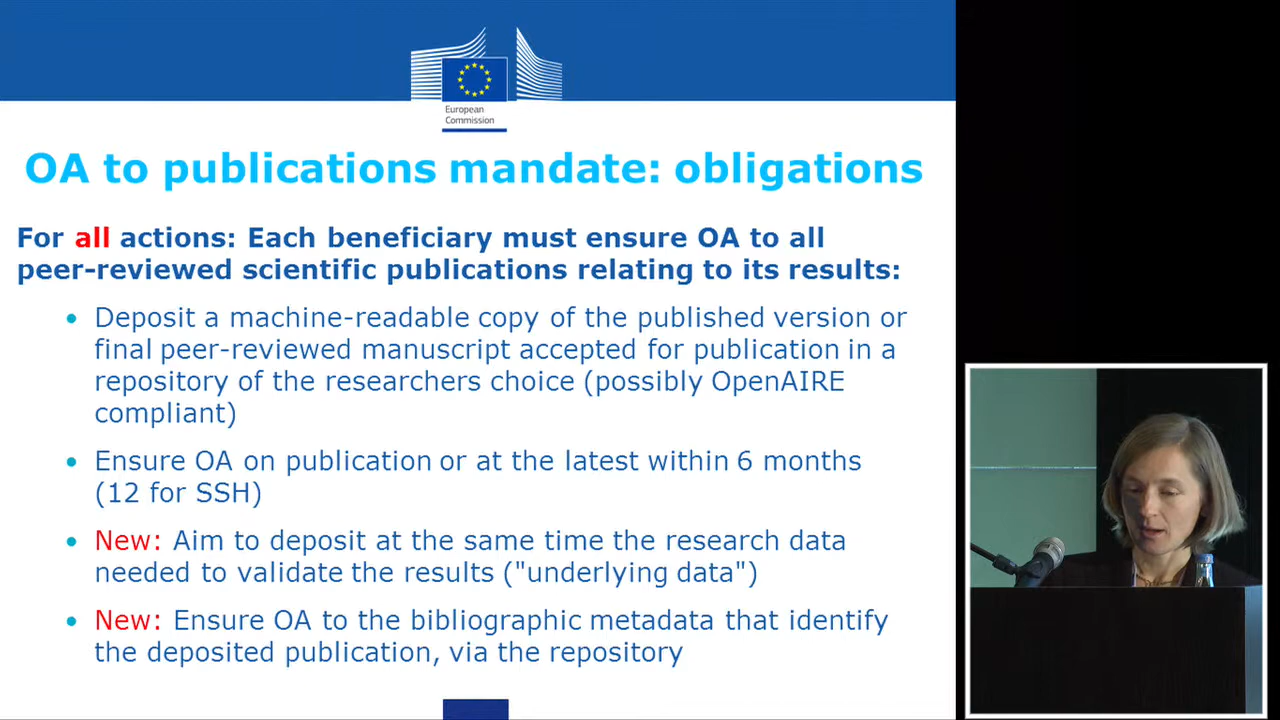 European
Commission
OA to publications mandate: obligations
For all actions: Each beneficiary must ensure OA to all
peer-reviewed scientific publications relating to its results:
• Deposit a machine-readable copy of the published version or
final peer-reviewed manuscript accepted for publication in a
repository of the researchers choice (possibly OpenAIRE
compliant)
• Ensure OA on publication or at the latest within 6 months
(12 for SSH)
• New: Aim to deposit at the same time the research data
needed to validate the results ("underlying data")
• New: Ensure OA to the bibliographic metadata that identify
the deposited publication, via the repository